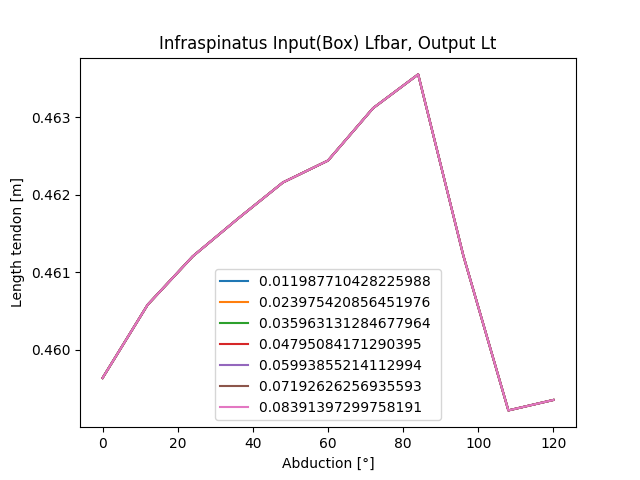 Infraspinatus Input(Box) Lfbar, Output Lt
Length tendon [m]
0.463
0.462
0.461
0.460
0.011987710428225988
0.023975420856451976
0.035963131284677964
0.04795084171290395
0.05993855214112994
0.07192626256935593
0.08391397299758191
0 20 40 60 80 100 120
Abduction [°]